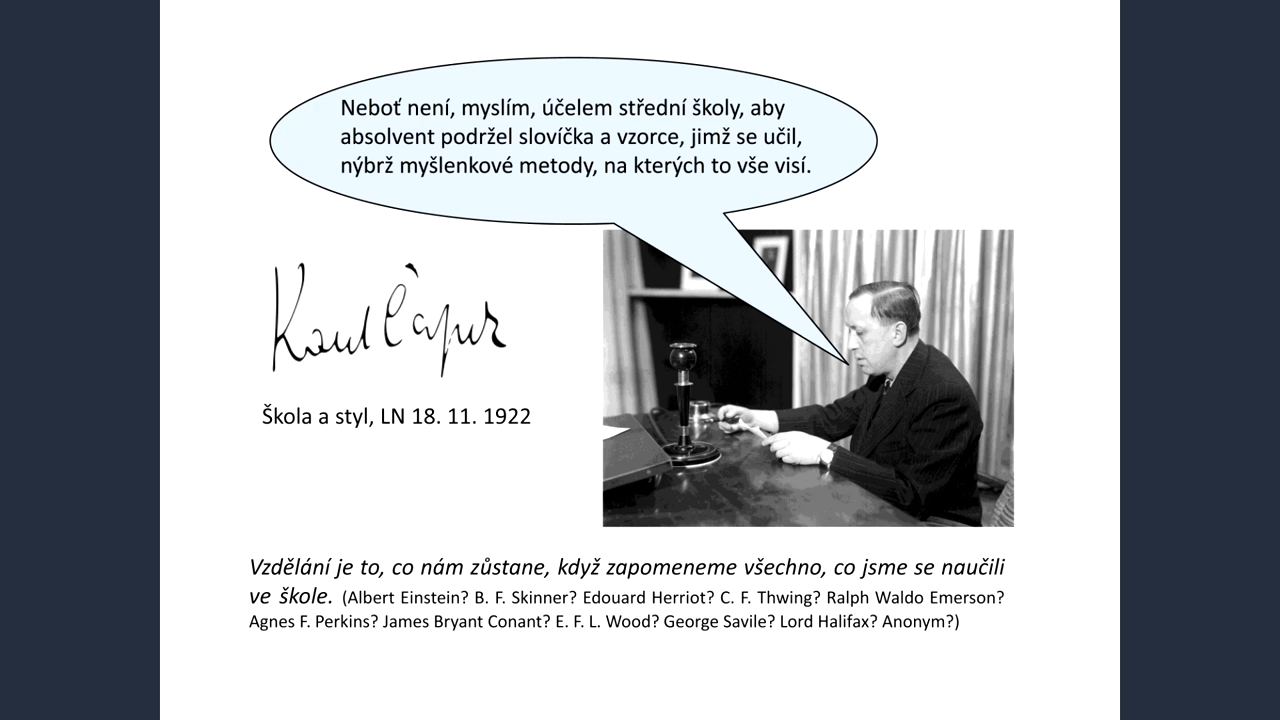 Neboť není, myslím, účelem střední školy, aby
absolvent podržel slovíčka a vzorce, jimž se učil,
nýbrž myšlenkové metody, na kterých to vše visí.
Karel Čapek
Škola a styl, LN 18. 11. 1922
Vzdělání je to, co nám zůstane, když zapomeneme všechno, co jsme se naučili
ve škole. (Albert Einstein? B. F. Skinner? Edouard Herriot? C. F. Thwing? Ralph Waldo Emerson?
Agnes F. Perkins? James Bryant Conant? E. F. L. Wood? George Savile? Lord Halifax? Anonym?)